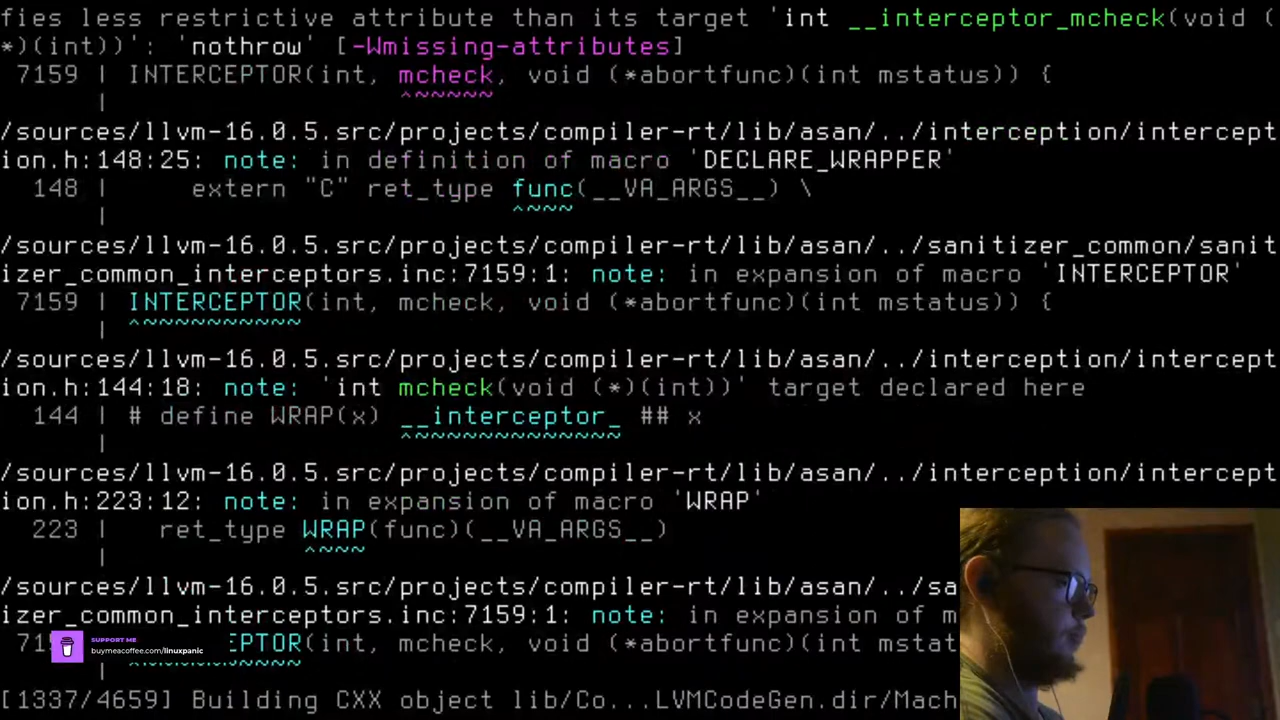 fies less restrictive attribute than its target 'int __interceptor_mcheck(void (
*)(int))': 'nothrow' [-Wmissing-attributes]
7159 | INTERCEPTOR(int, mcheck, void (*abortfunc)(int mstatus)) {
| ^~~~~~
/sources/llvm-16.0.5.src/projects/compiler-rt/lib/asan/../interception/intercept
ion.h:148:25: note: in definition of macro 'DECLARE_WRAPPER'
148 | extern "C" ret_type func(__VA_ARGS__) \
| ^~~~
/sources/llvm-16.0.5.src/projects/compiler-rt/lib/asan/../sanitizer_common/sanit
izer_common_interceptors.inc:7159:1: note: in expansion of macro 'INTERCEPTOR'
7159 | INTERCEPTOR(int, mcheck, void (*abortfunc)(int mstatus)) {
| ^~~~~~~~~~~
/sources/llvm-16.0.5.src/projects/compiler-rt/lib/asan/../interception/intercept
ion.h:144:18: note: 'int mcheck(void (*)(int))' target declared here
144 | # define WRAP(x) __interceptor_ ## x
| ^~~~~~~~~~~~~~
/sources/llvm-16.0.5.src/projects/compiler-rt/lib/asan/../interception/intercept
ion.h:223:12: note: in expansion of macro 'WRAP'
223 | ret_type WRAP(func)(__VA_ARGS__)
| ^~~~
/sources/llvm-16.0.5.src/projects/compiler-rt/lib/asan/../sa
izer_common_interceptors.inc:7159:1: note: in expansion of m
71 EPTOR(int, mcheck, void (*abortfunc)(int mstat
SUPPORT ME
buymeacoffee.com/linuxpanic
[1337/4659] Building CXX object lib/Co...LVMCodeGen.dir/Mach